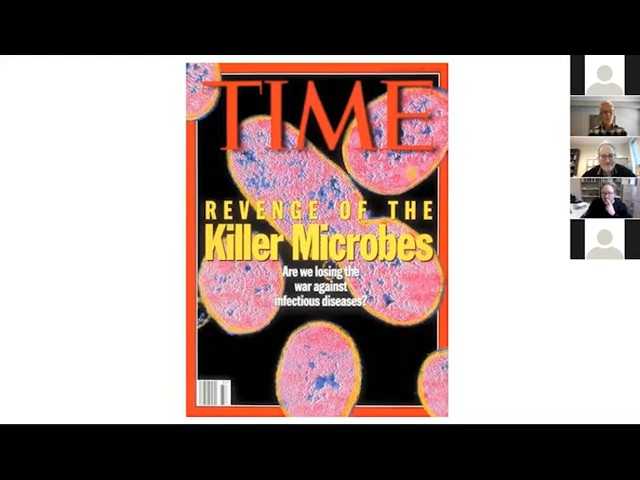 TIME
REVENGE OF THE
Killer Microbes
Are we losing the
war against
infectious diseases?